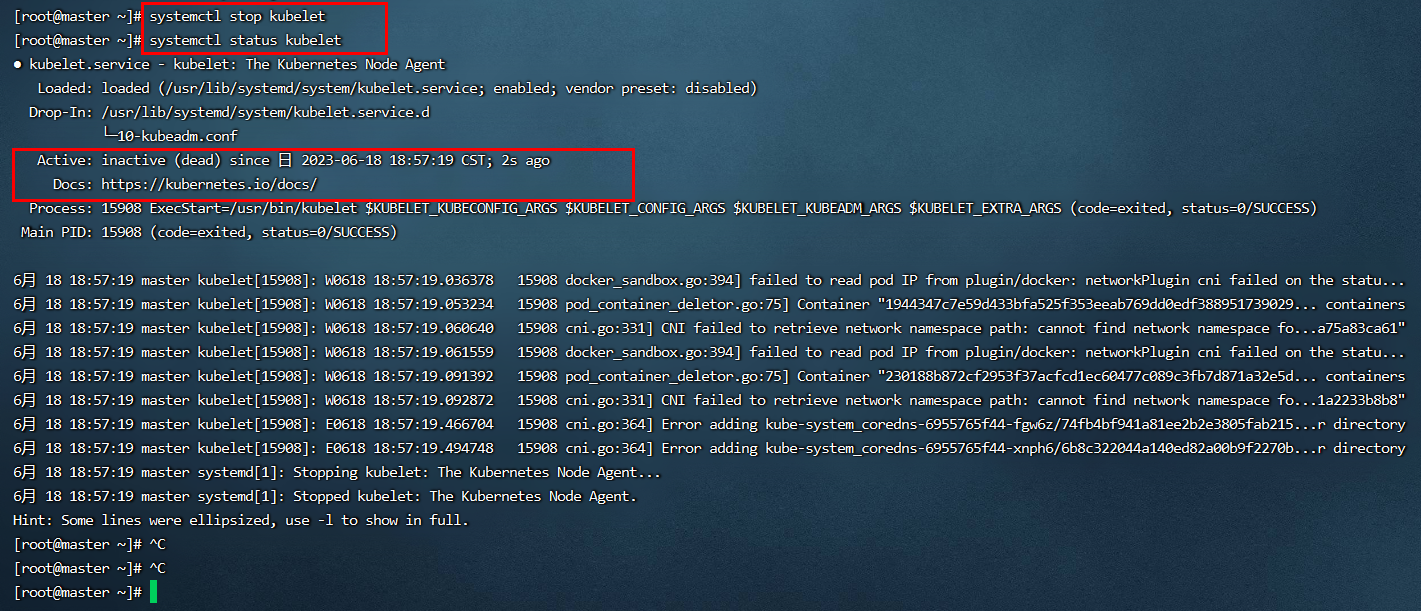 [root@master ~]# systemctl stop kubelet
[root@master ~]# systemctl status kubelet
● kubelet.service - kubelet: The Kubernetes Node Agent
   Loaded: loaded (/usr/lib/systemd/system/kubelet.service; enabled; vendor preset: disabled)
  Drop-In: /usr/lib/systemd/system/kubelet.service.d
           └─10-kubeadm.conf
   Active: inactive (dead) since 日 2023-06-18 18:57:19 CST; 2s ago
     Docs: https://kubernetes.io/docs/
  Process: 15908 ExecStart=/usr/bin/kubelet $KUBELET_KUBECONFIG_ARGS $KUBELET_CONFIG_ARGS $KUBELET_KUBEADM_ARGS $KUBELET_EXTRA_ARGS (code=exited, status=0/SUCCESS)
 Main PID: 15908 (code=exited, status=0/SUCCESS)
6月 18 18:57:19 master kubelet[15908]: W0618 18:57:19.036378   15908 docker_sandbox.go:394] failed to read pod IP from plugin/docker: networkPlugin cni failed on the statu...
6月 18 18:57:19 master kubelet[15908]: W0618 18:57:19.053234   15908 pod_container_deletor.go:75] Container "1944347c7e59d433bfa525f353eeab769dd0edf388951739029... containers
6月 18 18:57:19 master kubelet[15908]: W0618 18:57:19.060640   15908 cni.go:331] CNI failed to retrieve network namespace path: cannot find network namespace fo...a75a83ca61"
6月 18 18:57:19 master kubelet[15908]: W0618 18:57:19.061559   15908 docker_sandbox.go:394] failed to read pod IP from plugin/docker: networkPlugin cni failed on the statu...
6月 18 18:57:19 master kubelet[15908]: W0618 18:57:19.091392   15908 pod_container_deletor.go:75] Container "230188b872cf2953f37acfcd1ec60477c089c3fb7d871a32e5d... containers
6月 18 18:57:19 master kubelet[15908]: W0618 18:57:19.092872   15908 cni.go:331] CNI failed to retrieve network namespace path: cannot find network namespace fo...1a2233b8b8"
6月 18 18:57:19 master kubelet[15908]: E0618 18:57:19.466704   15908 cni.go:364] Error adding kube-system_coredns-6955765f44-fgw6z/74fb4bf941a81ee2b2e3805fab215...r directory
6月 18 18:57:19 master kubelet[15908]: E0618 18:57:19.494748   15908 cni.go:364] Error adding kube-system_coredns-6955765f44-xnph6/6b8c322044a140ed82a00b9f2270b...r directory
6月 18 18:57:19 master systemd[1]: Stopping kubelet: The Kubernetes Node Agent...
6月 18 18:57:19 master systemd[1]: Stopped kubelet: The Kubernetes Node Agent.
Hint: Some lines were ellipsized, use -l to show in full.
[root@master ~]# ^C
[root@master ~]# ^C
[root@master ~]#